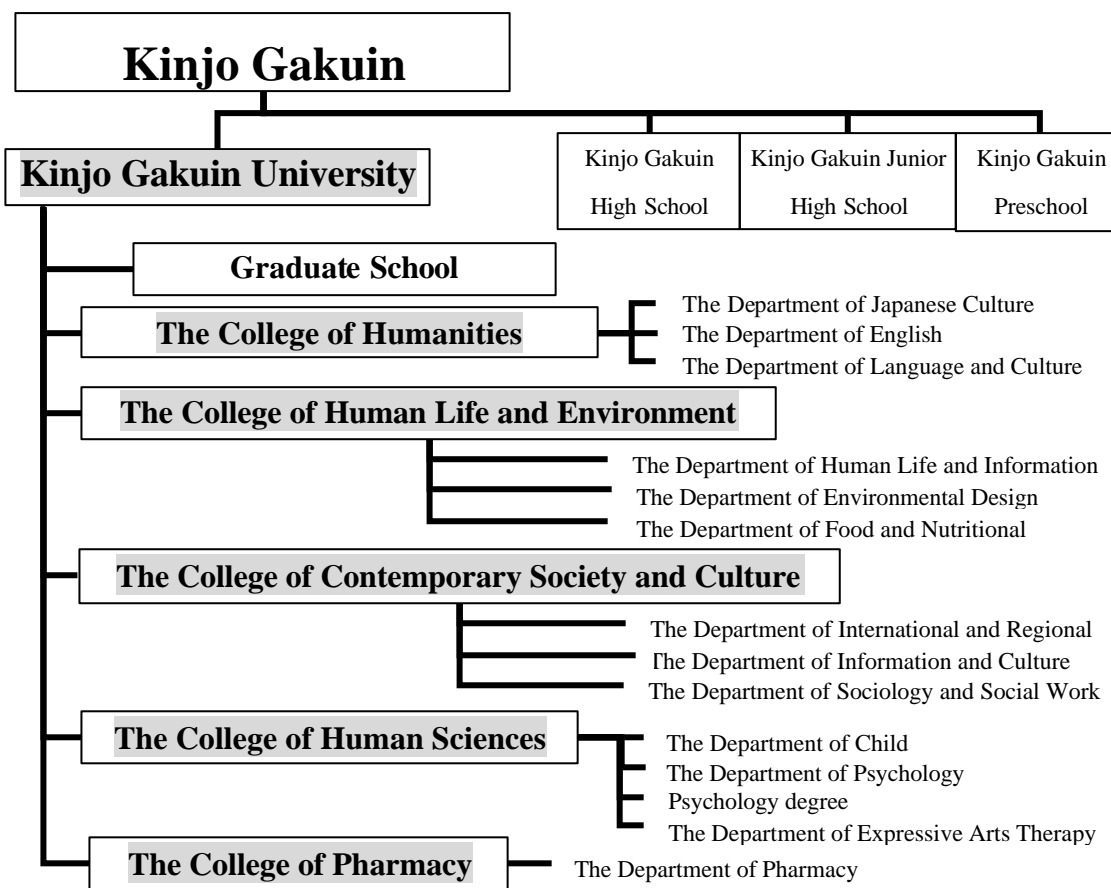 Kinjo Gakuin
Kinjo Gakuin University
Kinjo Gakuin
High School
Kinjo Gakuin Junior
High School
Kinjo Gakuin
Preschool
Graduate School
The College of Humanities
The Department of Japanese Culture
The Department of English
The Department of Language and Culture
The College of Human Life and Environment
The Department of Human Life and Information
The Department of Environmental Design
The Department of Food and Nutritional
The College of Contemporary Society and Culture
The Department of International and Regional
The Department of Information and Culture
The Department of Sociology and Social Work
The College of Human Sciences
The Department of Child
The Department of Psychology
Psychology degree
The Department of Expressive Arts Therapy
The College of Pharmacy
The Department of Pharmacy